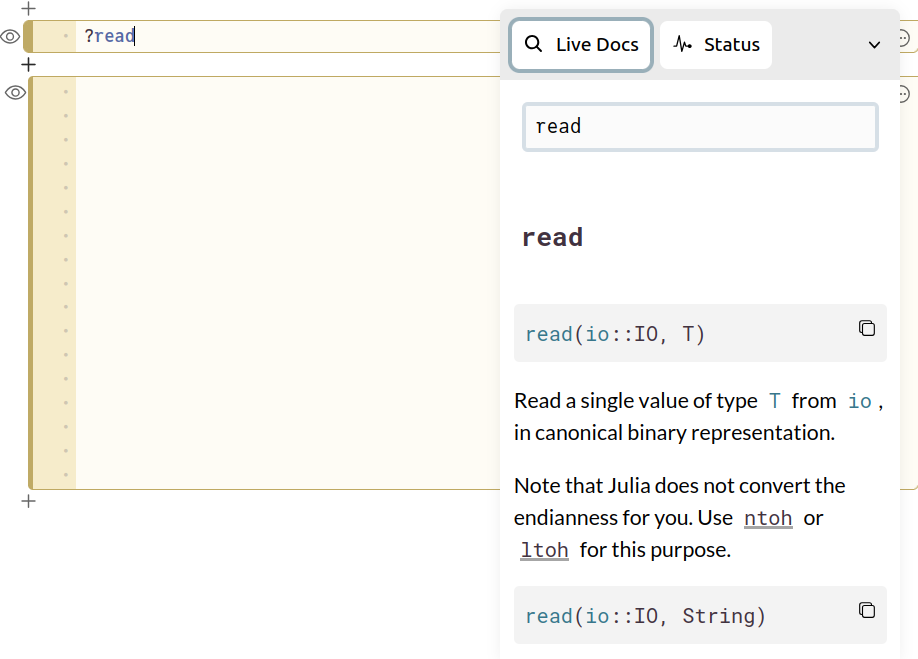 ?read
Live Docs
Status
read
read
read(io::IO, T)
Read a single value of type T from io ,
in canonical binary representation.
Note that Julia does not convert the
endianness for you. Use ntoh or
ltoh for this purpose.
read(io::IO, String)